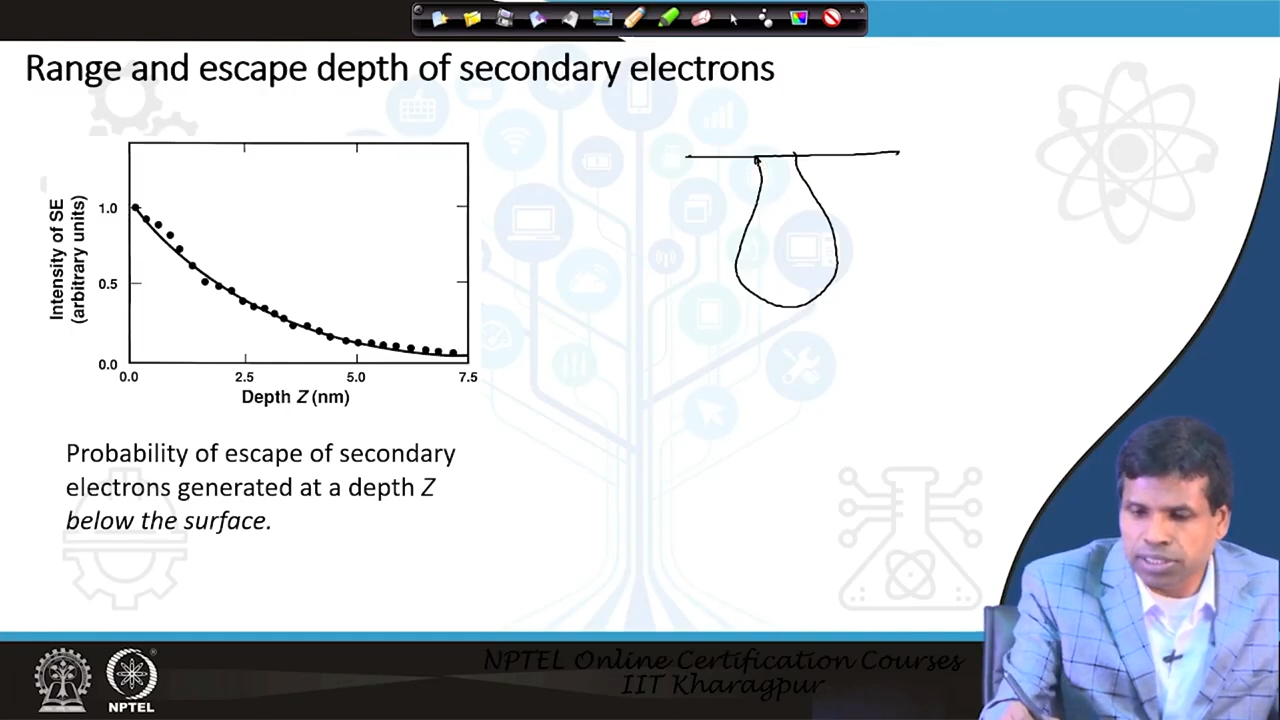 Range and escape depth of secondary electrons
Intensity of SE
(arbitrary units)
1.0
0.5
0.0
0.0 2.5 5.0 7.5
Depth Z (nm)
Probability of escape of secondary
electrons generated at a depth Z
below the surface.
NPTEL Online Certification Courses
IIT Kharagpur
NPTEL
®